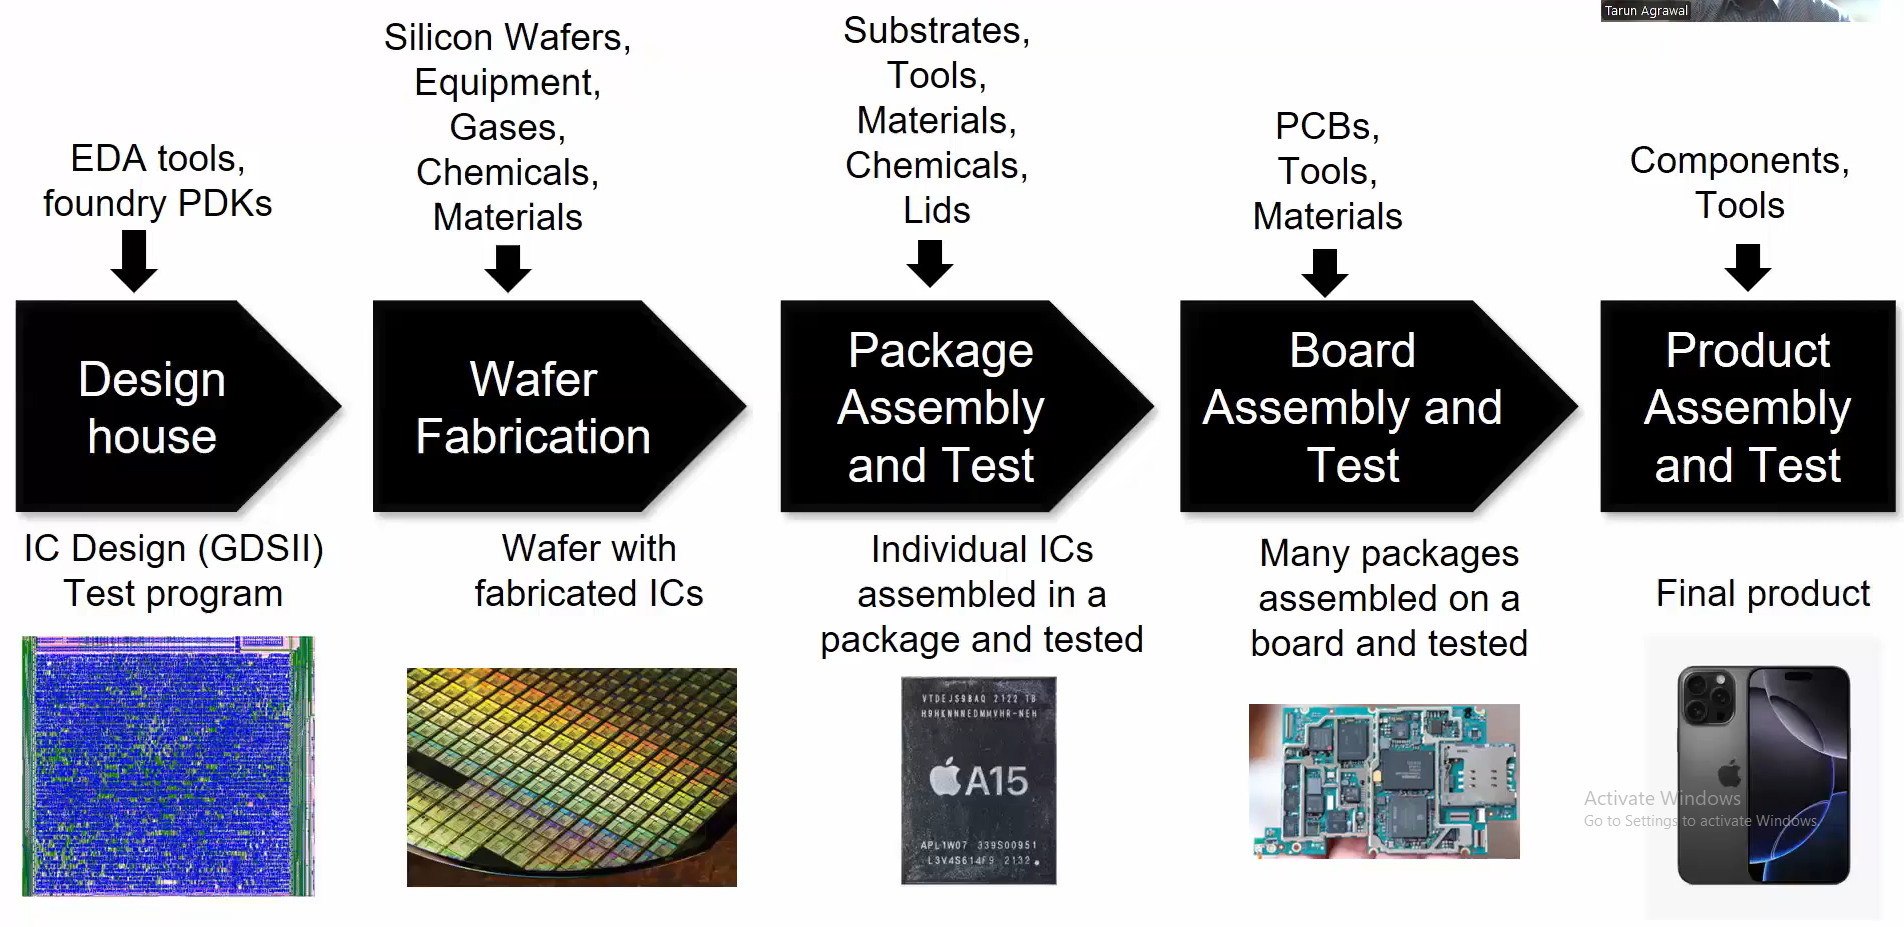 Tarun Agrawal
EDA tools,
foundry PDKs
Silicon Wafers,
Equipment,
Gases,
Chemicals,
Materials
Substrates,
Tools,
Materials,
Chemicals,
Lids
PCBs,
Tools,
Materials
Components,
Tools
Design
house
Wafer
Fabrication
Package
Assembly
and Test
Board
Assembly and
Test
Product
Assembly
and Test
IC Design (GDSII)
Test program
Wafer with
fabricated ICs
Individual ICs
assembled in a
package and tested
Many packages
assembled on a
board and tested
Final product
VTDEJS9BAQ 2122 TB
H9HKNNNEDMMVHR-NEH
A15
APL1W07 339S00951
L3V4S614F9 2132
Activate Windows
Go to Settings to activate Windows.